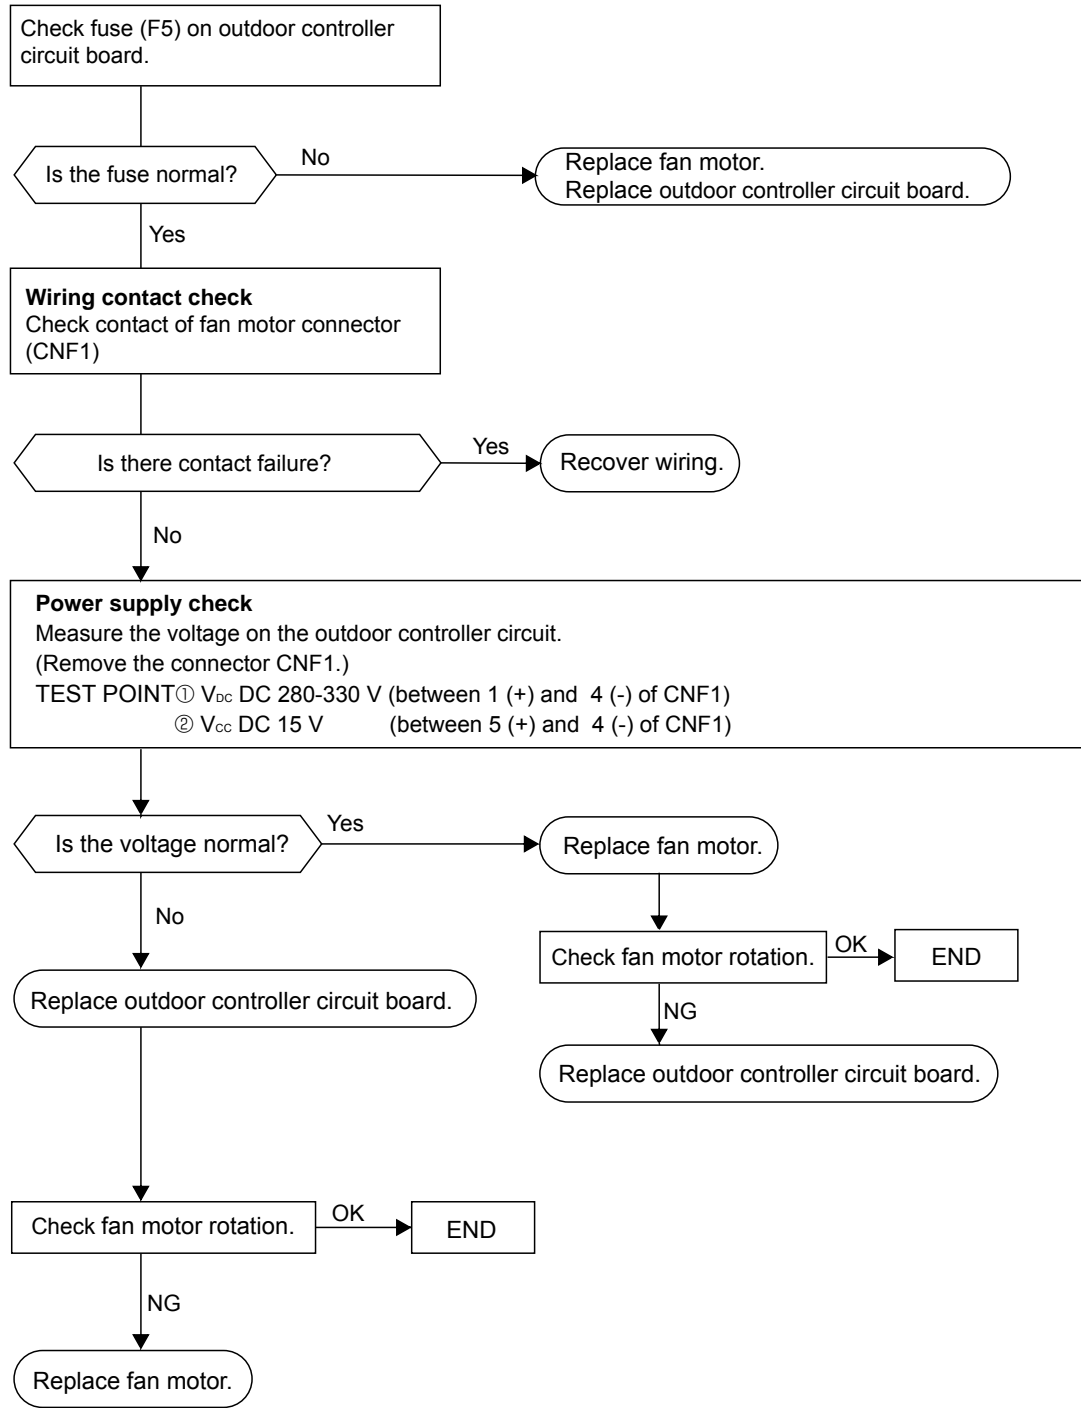 Check fuse (F5) on outdoor controller
circuit board.
Is the fuse normal?
No
Replace fan motor.
Replace outdoor controller circuit board.
Yes
Wiring contact check
Check contact of fan motor connector
(CNF1)
Is there contact failure?
Yes
Recover wiring.
No
Power supply check
Measure the voltage on the outdoor controller circuit.
(Remove the connector CNF1.)
TEST POINT① VDC DC 280-330 V (between 1 (+) and 4 (-) of CNF1)
② Vcc DC 15 V (between 5 (+) and 4 (-) of CNF1)
Is the voltage normal?
Yes
Replace fan motor.
No
Check fan motor rotation.
OK
END
Replace outdoor controller circuit board.
NG
Replace outdoor controller circuit board.
Check fan motor rotation.
OK
END
NG
Replace fan motor.